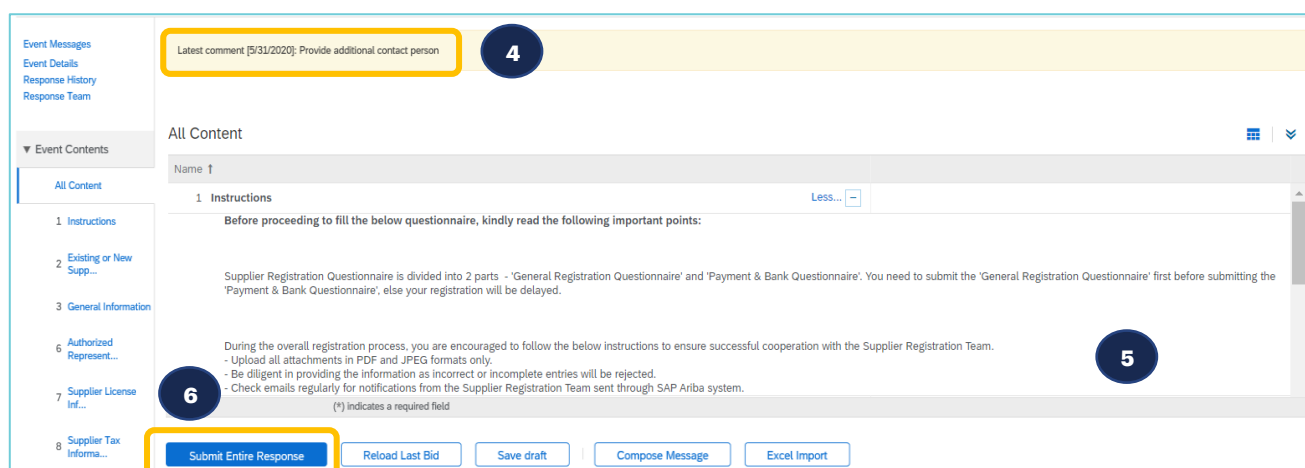 Event Messages
Event Details
Response History
Response Team
Latest comment [5/31/2020]: Provide additional contact person
4
▼ Event Contents
All Content
1 Instructions
2 Existing or New
Supp...
3 General Information
6 Authorized
Represent...
7 Supplier License
Inf...
8 Supplier Tax
Informa...
All Content
Name ↑
1 Instructions
Less... −
Before proceeding to fill the below questionnaire, kindly read the following important points:
Supplier Registration Questionnaire is divided into 2 parts - 'General Registration Questionnaire' and 'Payment & Bank Questionnaire'. You need to submit the 'General Registration Questionnaire' first before submitting the
'Payment & Bank Questionnaire', else your registration will be delayed.
During the overall registration process, you are encouraged to follow the below instructions to ensure successful cooperation with the Supplier Registration Team.
- Upload all attachments in PDF and JPEG formats only.
- Be diligent in providing the information as incorrect or incomplete entries will be rejected.
- Check emails regularly for notifications from the Supplier Registration Team sent through SAP Ariba system.
5
6
(*) indicates a required field
Submit Entire Response
Reload Last Bid
Save draft
Compose Message
Excel Import